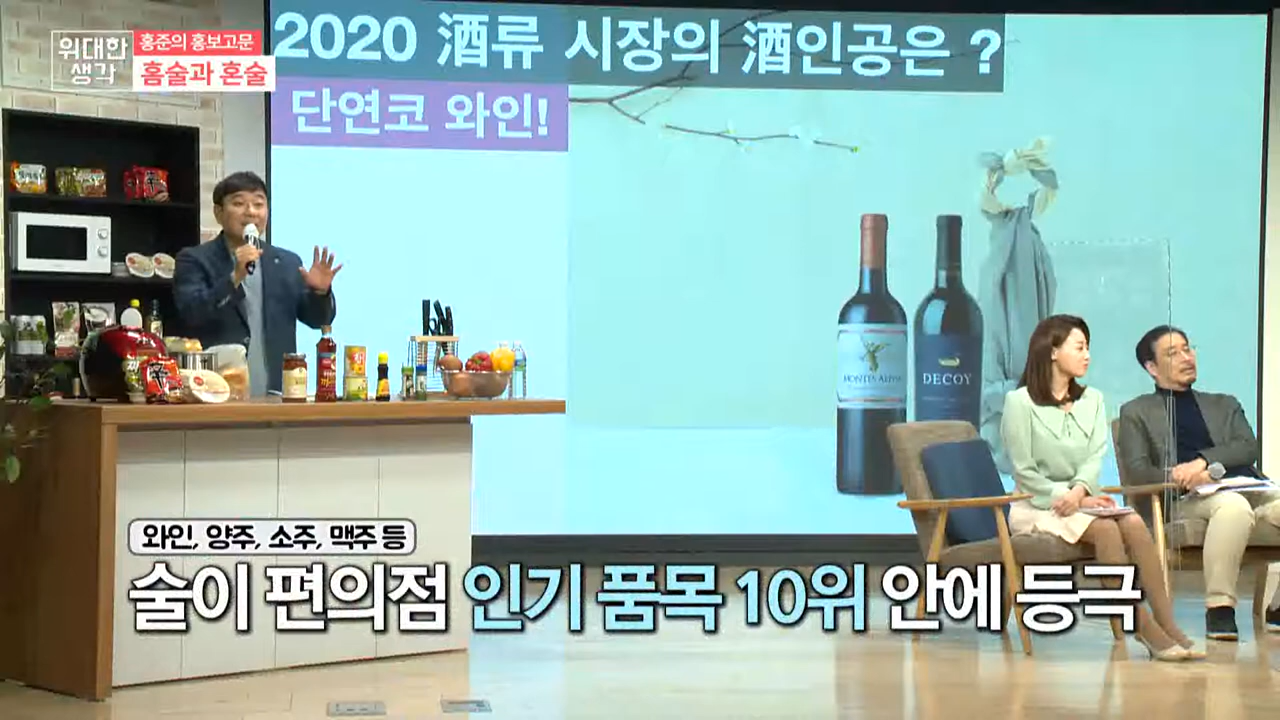 위대한
생각
홍준의 홍보고문
홈술과 혼술
2020 酒류 시장의 酒인공은 ?
단연코 와인!
MONTES ALPHA
DECOY
와인, 양주, 소주, 맥주 등
술이 편의점 인기 품목 10위 안에 등극